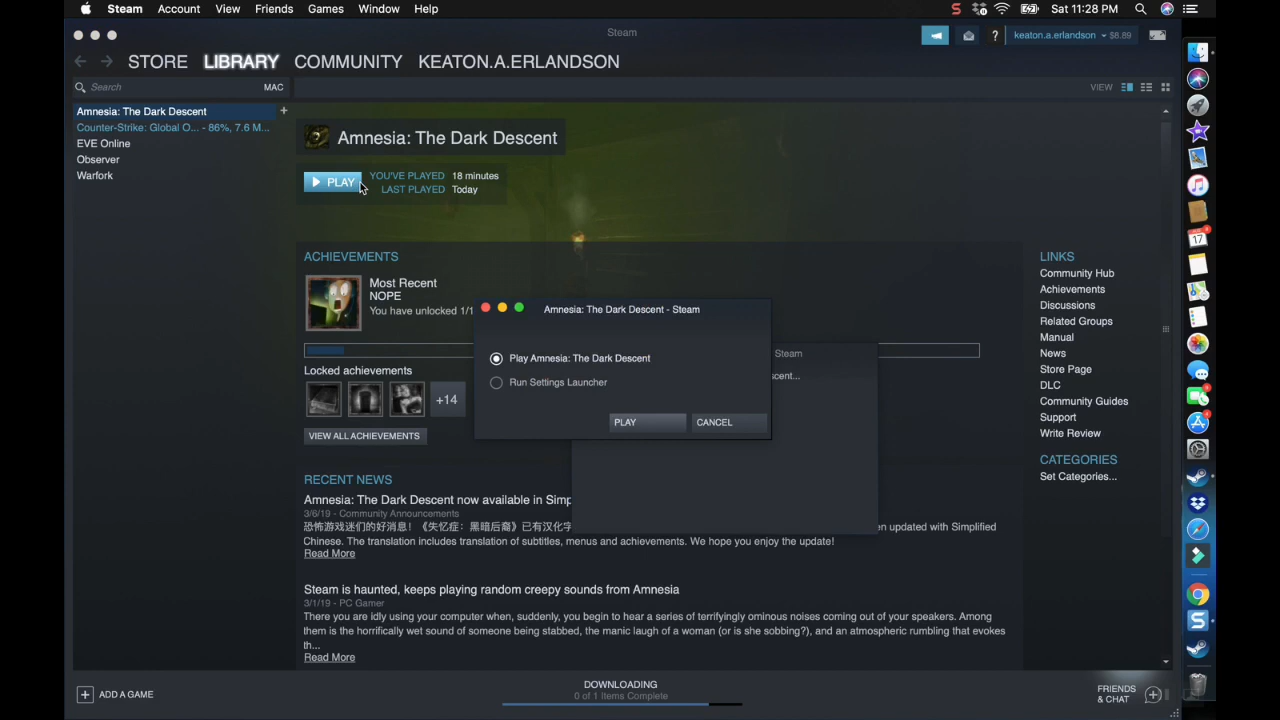 Steam Account View Friends Games Window Help
Sat 11:28 PM
Steam
? keaton.a.erlandson $8.89
STORE LIBRARY COMMUNITY KEATON.A.ERLANDSON
Search MAC
VIEW
Amnesia: The Dark Descent +
Counter-Strike: Global O... - 86%, 7.6 M...
EVE Online
Observer
Warfork
Amnesia: The Dark Descent
PLAY
YOU'VE PLAYED 18 minutes
LAST PLAYED Today
ACHIEVEMENTS
Most Recent
NOPE
You have unlocked 1/1
Locked achievements
+14
VIEW ALL ACHIEVEMENTS
Amnesia: The Dark Descent - Steam
Play Amnesia: The Dark Descent
Run Settings Launcher
PLAY CANCEL
Steam
scent...
RECENT NEWS
Amnesia: The Dark Descent now available in Simp
3/6/19 - Community Announcements
恐怖游戏迷们的好消息！《失忆症：黑暗后裔》已有汉化字 en updated with Simplified
Chinese. The translation includes translation of subtitles, menus and achievements. We hope you enjoy the update!
Read More
Steam is haunted, keeps playing random creepy sounds from Amnesia
3/1/19 - PC Gamer
There you are idly using your computer when, suddenly, you begin to hear a series of terrifyingly ominous noises coming out of your speakers. Among
them is the horrifically wet sound of someone being stabbed, the manic laugh of a woman (or is she sobbing?), and an atmospheric rumbling that evokes
th...
Read More
LINKS
Community Hub
Achievements
Discussions
Related Groups
Manual
News
Store Page
DLC
Community Guides
Support
Write Review
CATEGORIES
Set Categories...
17
ADD A GAME
DOWNLOADING
0 of 1 Items Complete
FRIENDS
& CHAT